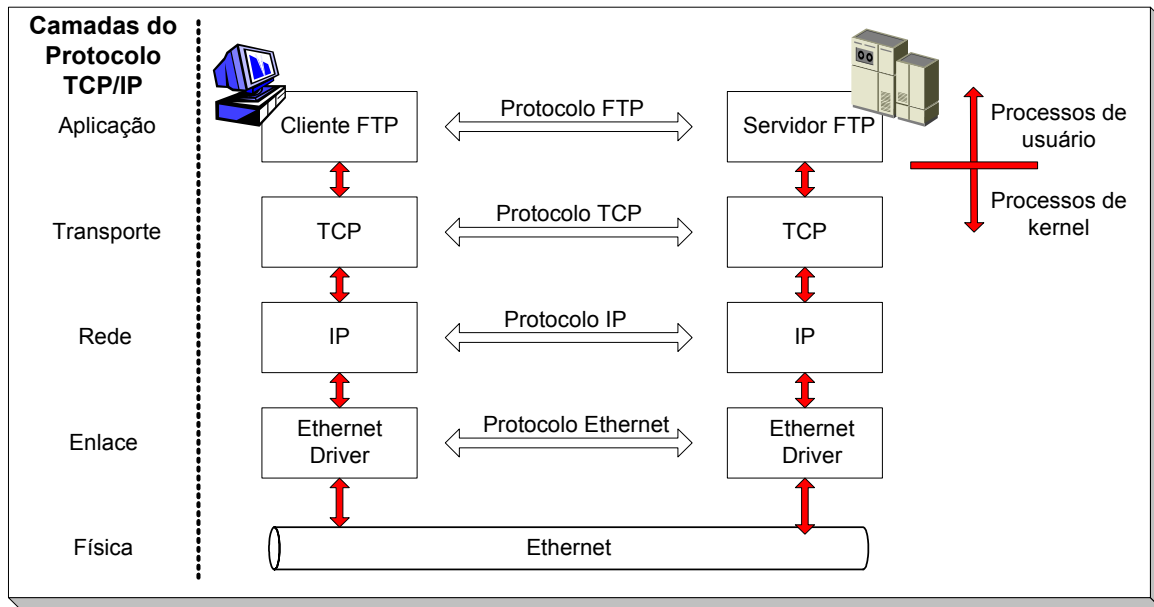 Camadas do
Protocolo
TCP/IP
Aplicação
Cliente FTP
Protocolo FTP
Servidor FTP
Processos de
usuário
Processos de
kernel
Transporte
TCP
Protocolo TCP
TCP
Rede
IP
Protocolo IP
IP
Enlace
Ethernet
Driver
Protocolo Ethernet
Ethernet
Driver
Física
Ethernet